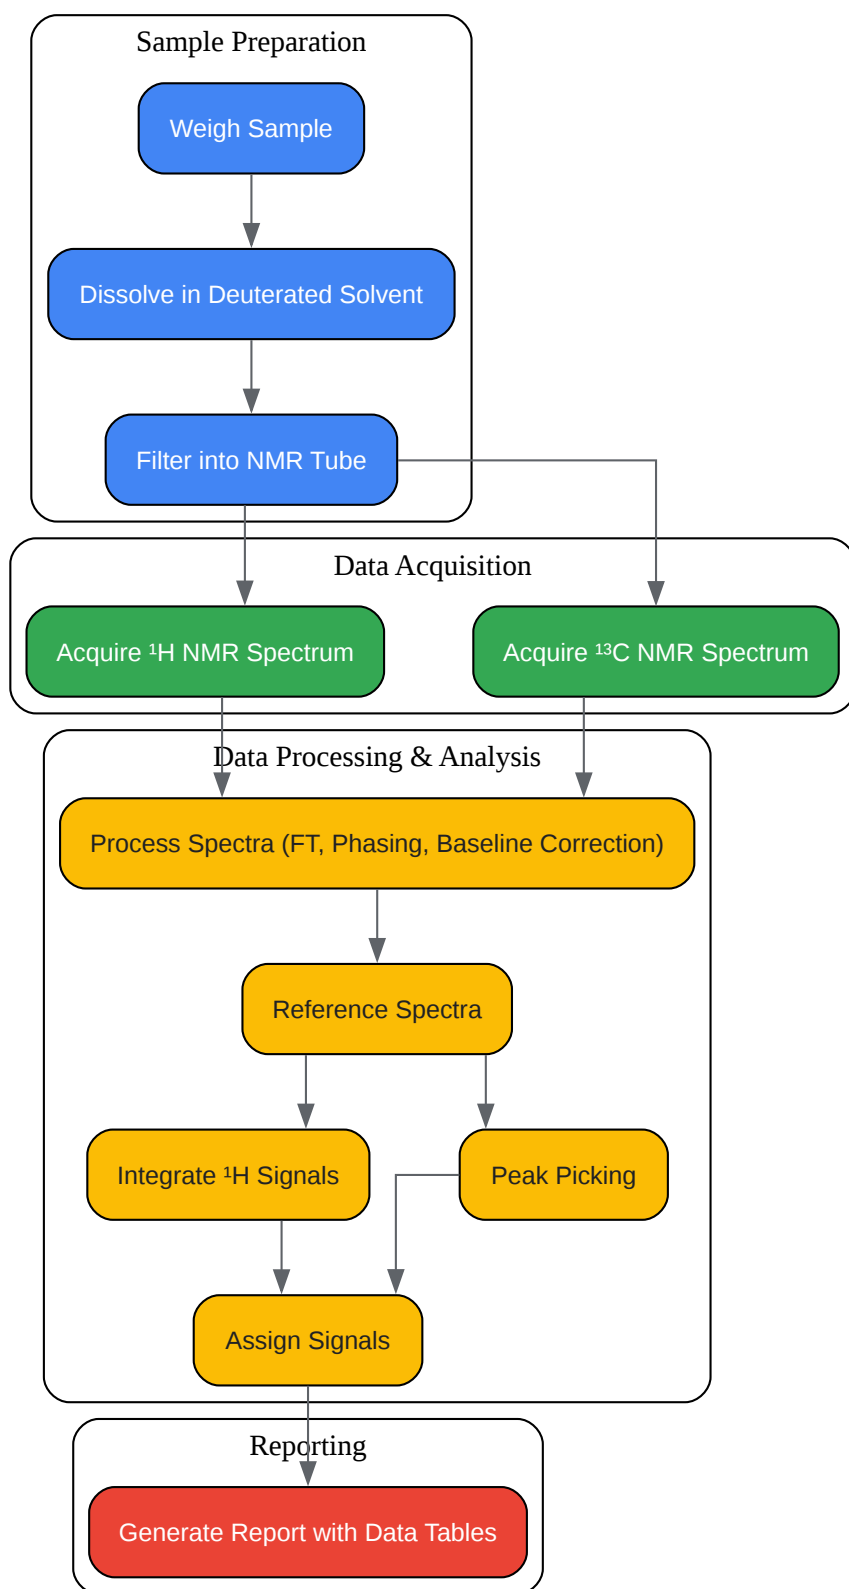 Sample Preparation
Weigh Sample
Dissolve in Deuterated Solvent
Filter into NMR Tube
Data Acquisition
Acquire ¹H NMR Spectrum
Acquire ¹³C NMR Spectrum
Data Processing & Analysis
Process Spectra (FT, Phasing, Baseline Correction)
Reference Spectra
Integrate ¹H Signals
Peak Picking
Assign Signals
Reporting
Generate Report with Data Tables